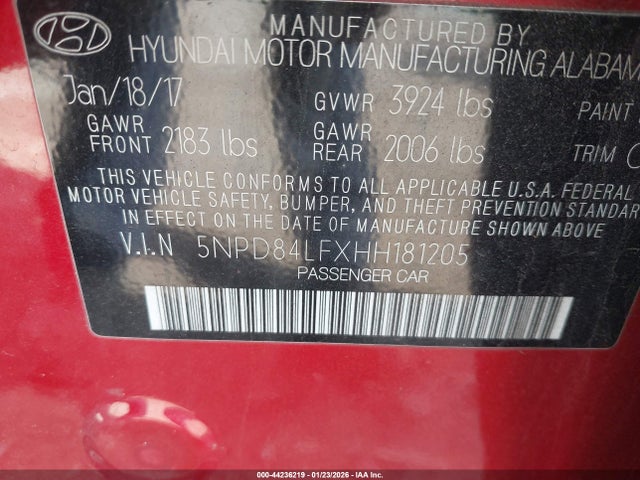 MANUFACTURED BY
HYUNDAI MOTOR MANUFACTURING ALABAM
Jan/18/17 GVWR 3924 lbs PAINT
GAWR FRONT 2183 lbs GAWR REAR 2006 lbs TRIM
THIS VEHICLE CONFORMS TO ALL APPLICABLE U.S.A. FEDERAL
MOTOR VEHICLE SAFETY, BUMPER, AND THEFT PREVENTION STANDAR
IN EFFECT ON THE DATE OF MANUFACTURE SHOWN ABOVE
V.I.N 5NPD84LFXHH181205
PASSENGER CAR
000-44236219 - 01/23/2026 - IAA Inc.